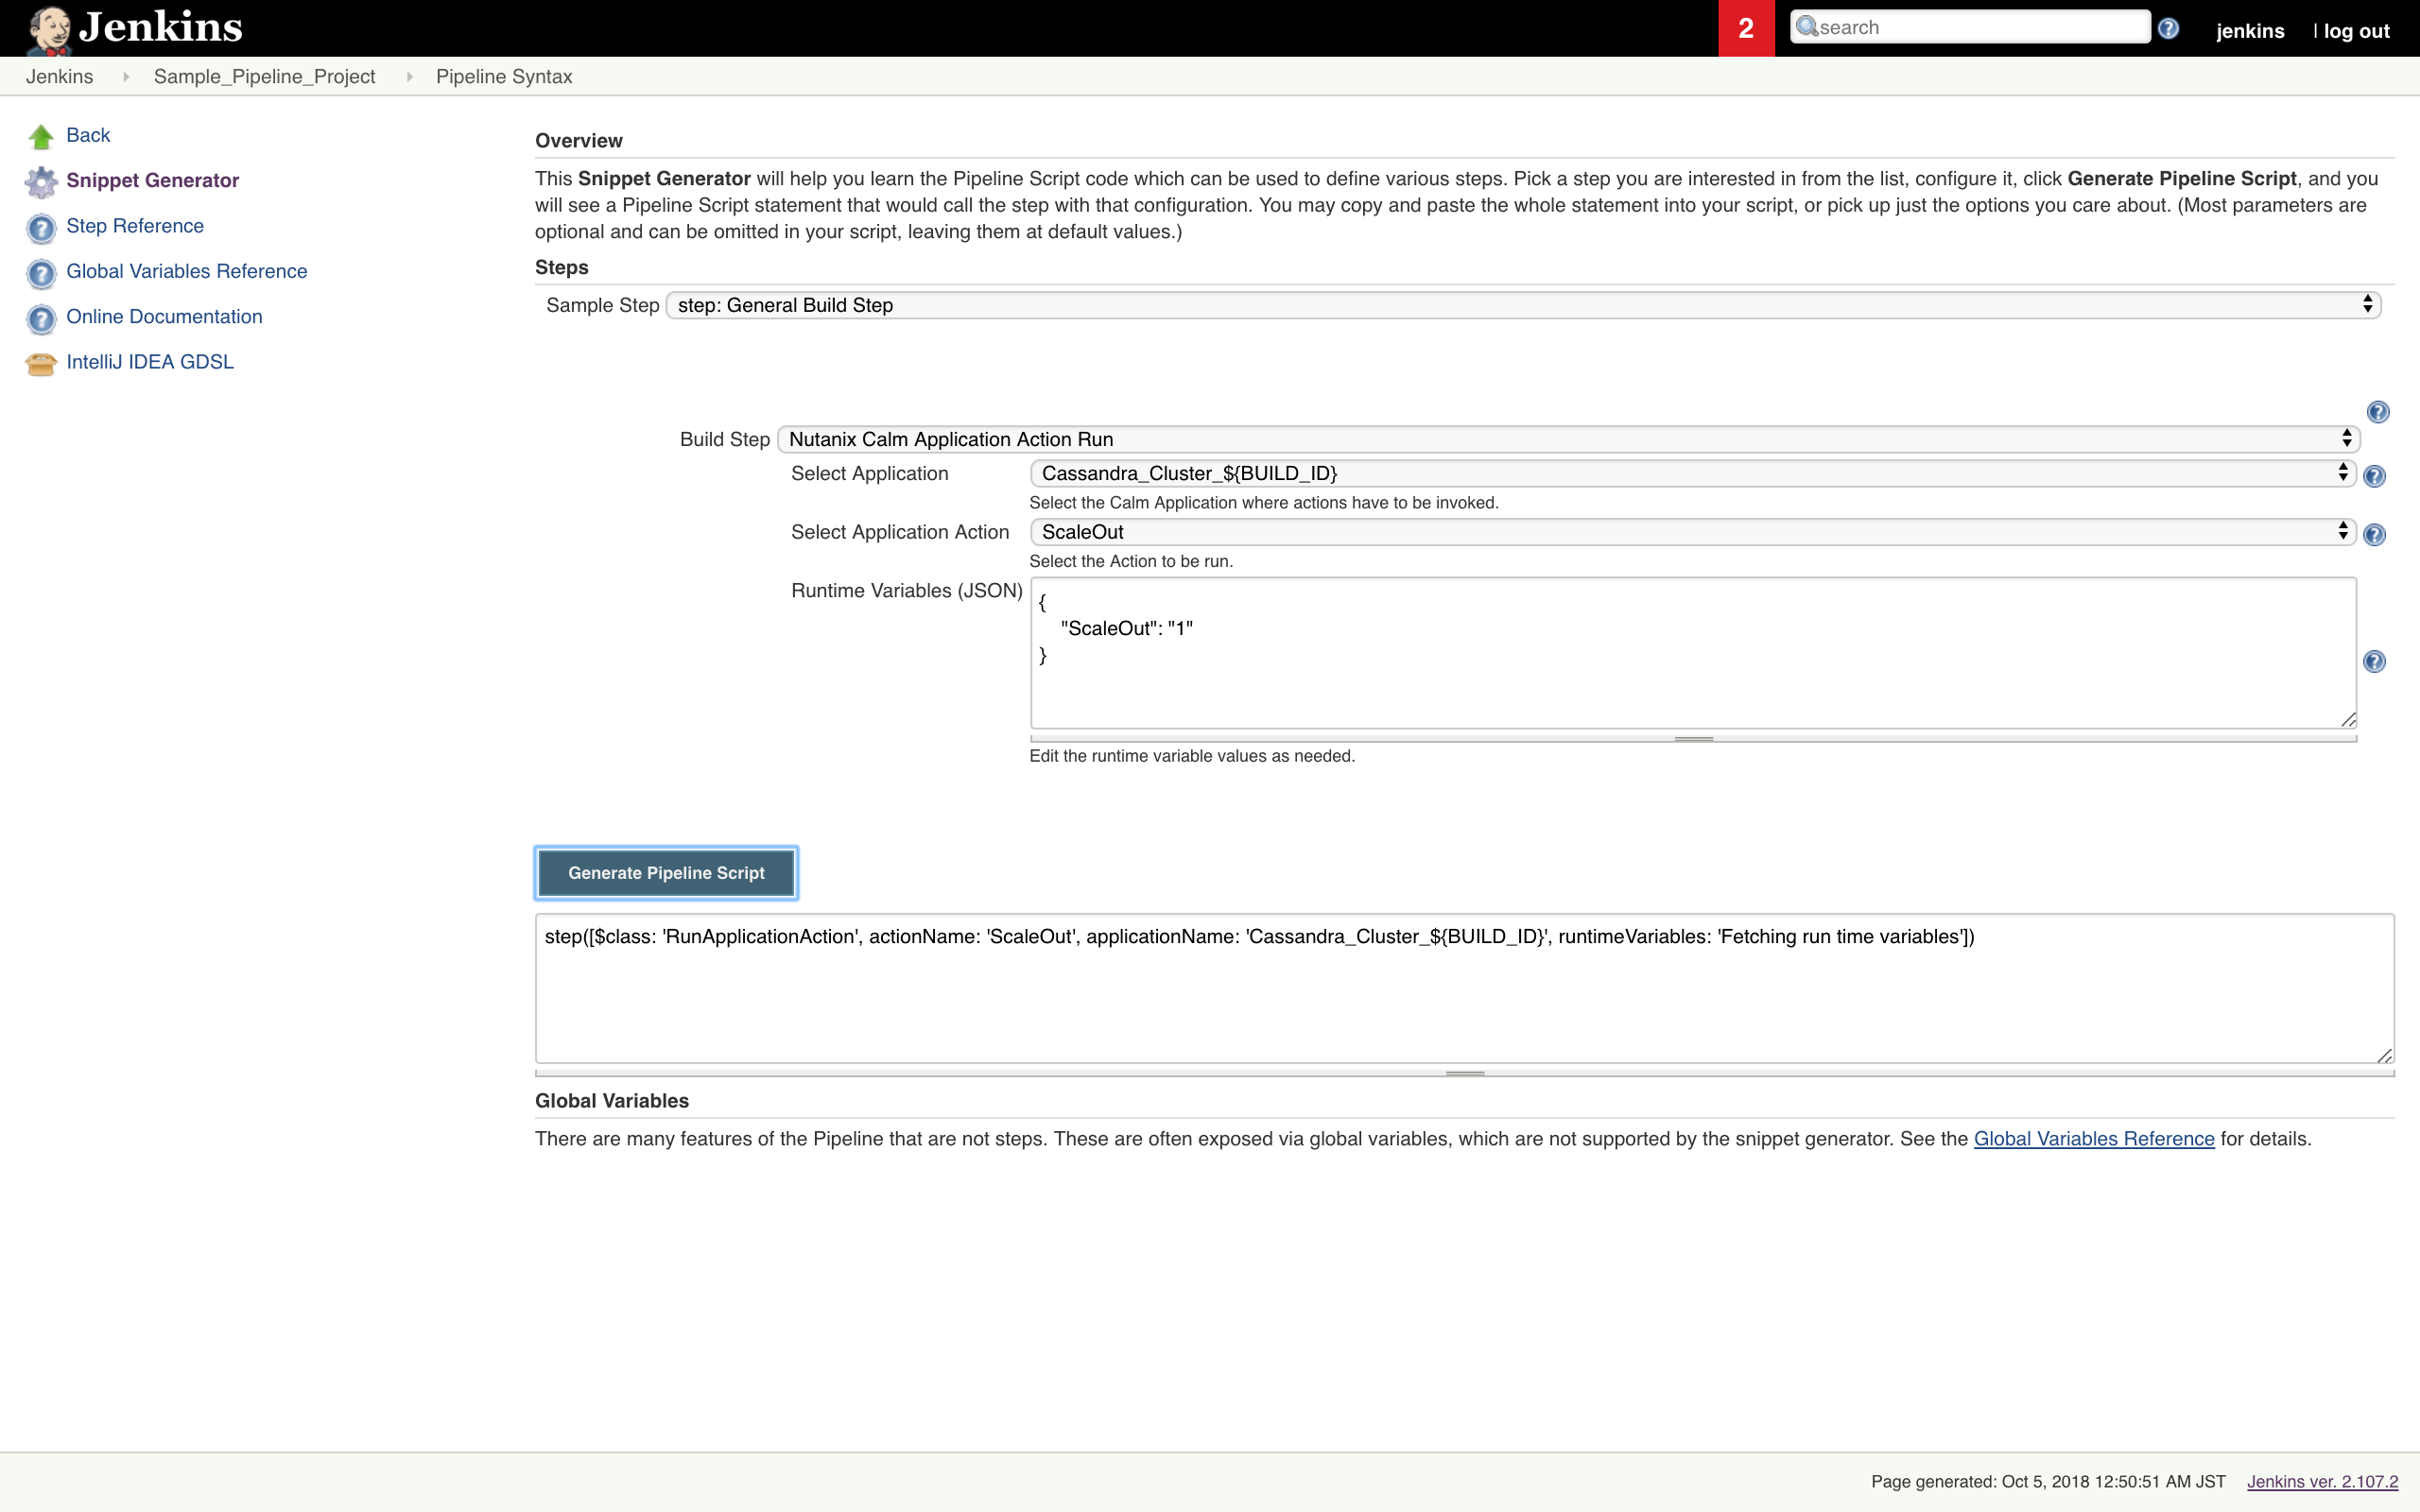 Jenkins
2
search
jenkins
| log out
Jenkins
Sample_Pipeline_Project
Pipeline Syntax
Back
Snippet Generator
Step Reference
Global Variables Reference
Online Documentation
IntelliJ IDEA GDSL
Overview
This Snippet Generator will help you learn the Pipeline Script code which can be used to define various steps. Pick a step you are interested in from the list, configure it, click Generate Pipeline Script, and you
will see a Pipeline Script statement that would call the step with that configuration. You may copy and paste the whole statement into your script, or pick up just the options you care about. (Most parameters are
optional and can be omitted in your script, leaving them at default values.)
Steps
Sample Step
step: General Build Step
Build Step
Nutanix Calm Application Action Run
Select Application
Cassandra_Cluster_${BUILD_ID}
Select the Calm Application where actions have to be invoked.
Select Application Action
ScaleOut
Select the Action to be run.
Runtime Variables (JSON)
{
"ScaleOut": "1"
}
Edit the runtime variable values as needed.
Generate Pipeline Script
step([$class: 'RunApplicationAction', actionName: 'ScaleOut', applicationName: 'Cassandra_Cluster_${BUILD_ID}', runtimeVariables: 'Fetching run time variables'])
Global Variables
There are many features of the Pipeline that are not steps. These are often exposed via global variables, which are not supported by the snippet generator. See the Global Variables Reference for details.
Page generated: Oct 5, 2018 12:50:51 AM JST
Jenkins ver. 2.107.2